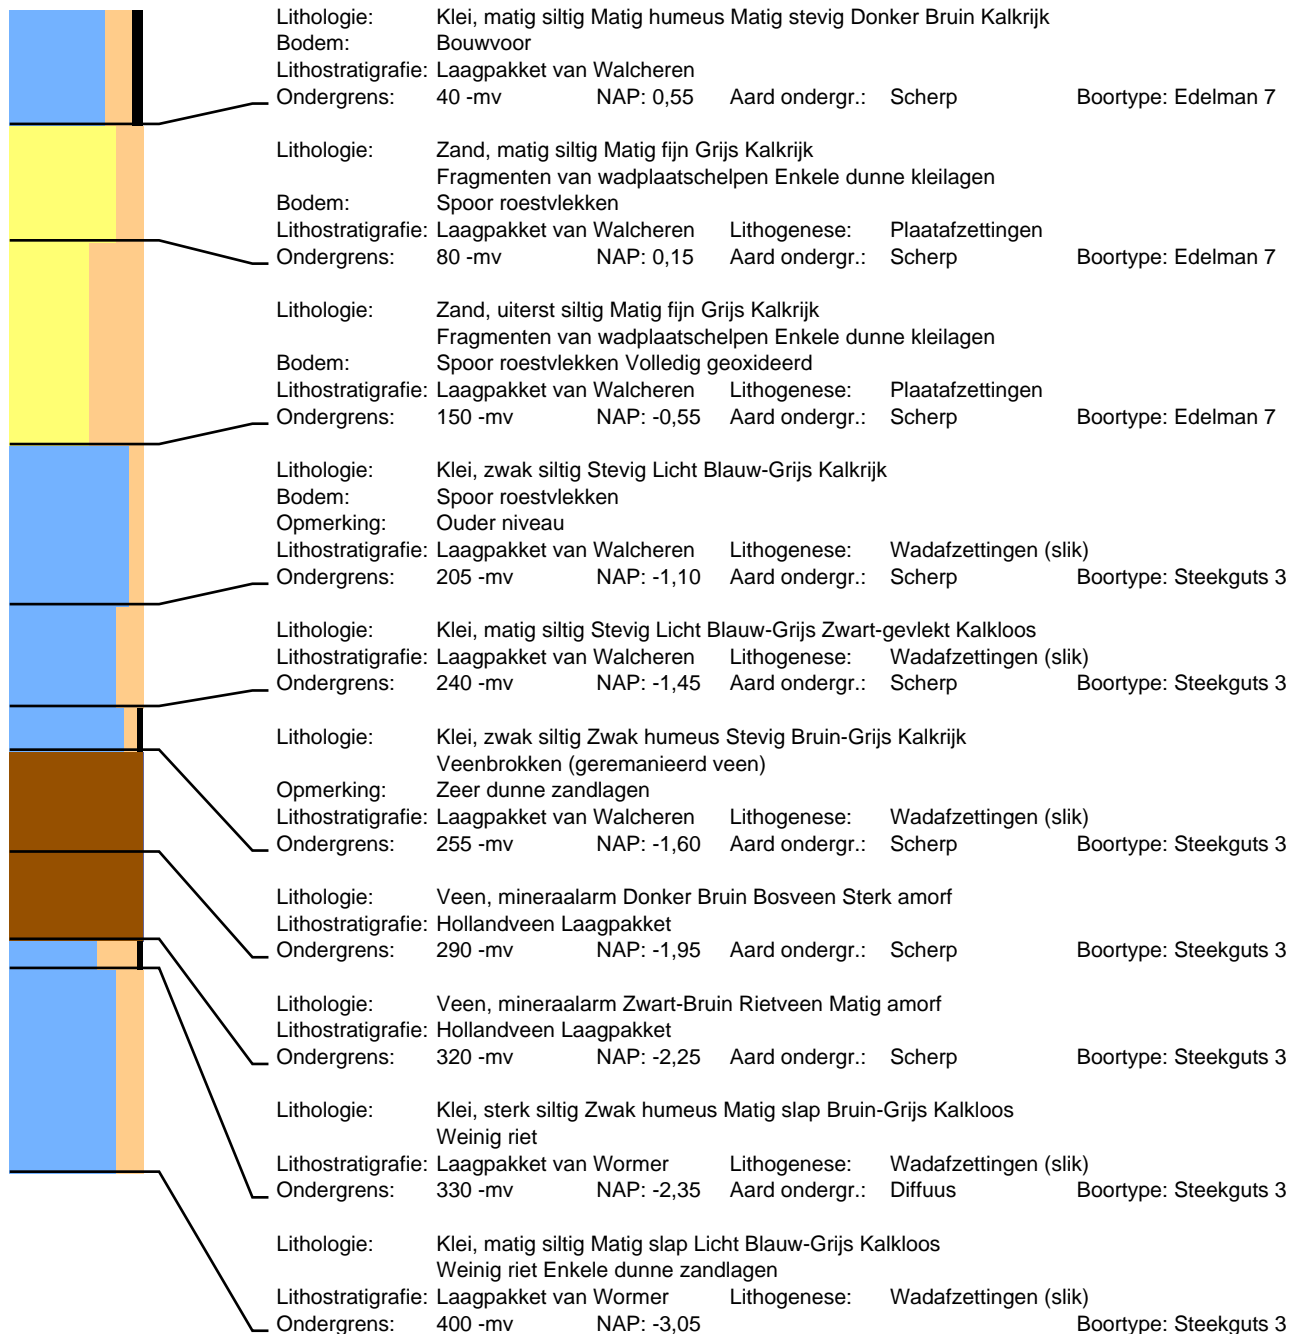 Lithologie: Klei, matig siltig Matig humeus Matig stevig Donker Bruin Kalkrijk
Bodem: Bouwvoor
Lithostratigrafie: Laagpakket van Walcheren
Ondergrens: 40 -mv NAP: 0,55 Aard ondergr.: Scherp Boortype: Edelman 7
Lithologie: Zand, matig siltig Matig fijn Grijs Kalkrijk
Fragmenten van wadplaatschelpen Enkele dunne kleilagen
Bodem: Spoor roestvlekken
Lithostratigrafie: Laagpakket van Walcheren Lithogenese: Plaatafzettingen
Ondergrens: 80 -mv NAP: 0,15 Aard ondergr.: Scherp Boortype: Edelman 7
Lithologie: Zand, uiterst siltig Matig fijn Grijs Kalkrijk
Fragmenten van wadplaatschelpen Enkele dunne kleilagen
Bodem: Spoor roestvlekken Volledig geoxideerd
Lithostratigrafie: Laagpakket van Walcheren Lithogenese: Plaatafzettingen
Ondergrens: 150 -mv NAP: -0,55 Aard ondergr.: Scherp Boortype: Edelman 7
Lithologie: Klei, zwak siltig Stevig Licht Blauw-Grijs Kalkrijk
Bodem: Spoor roestvlekken
Opmerking: Ouder niveau
Lithostratigrafie: Laagpakket van Walcheren Lithogenese: Wadafzettingen (slik)
Ondergrens: 205 -mv NAP: -1,10 Aard ondergr.: Scherp Boortype: Steekguts 3
Lithologie: Klei, matig siltig Stevig Licht Blauw-Grijs Zwart-gevlekt Kalkloos
Lithostratigrafie: Laagpakket van Walcheren Lithogenese: Wadafzettingen (slik)
Ondergrens: 240 -mv NAP: -1,45 Aard ondergr.: Scherp Boortype: Steekguts 3
Lithologie: Klei, zwak siltig Zwak humeus Stevig Bruin-Grijs Kalkrijk
Veenbrokken (geremanieerd veen)
Opmerking: Zeer dunne zandlagen
Lithostratigrafie: Laagpakket van Walcheren Lithogenese: Wadafzettingen (slik)
Ondergrens: 255 -mv NAP: -1,60 Aard ondergr.: Scherp Boortype: Steekguts 3
Lithologie: Veen, mineraalarm Donker Bruin Bosveen Sterk amorf
Lithostratigrafie: Hollandveen Laagpakket
Ondergrens: 290 -mv NAP: -1,95 Aard ondergr.: Scherp Boortype: Steekguts 3
Lithologie: Veen, mineraalarm Zwart-Bruin Rietveen Matig amorf
Lithostratigrafie: Hollandveen Laagpakket
Ondergrens: 320 -mv NAP: -2,25 Aard ondergr.: Scherp Boortype: Steekguts 3
Lithologie: Klei, sterk siltig Zwak humeus Matig slap Bruin-Grijs Kalkloos
Weinig riet
Lithostratigrafie: Laagpakket van Wormer Lithogenese: Wadafzettingen (slik)
Ondergrens: 330 -mv NAP: -2,35 Aard ondergr.: Diffuus Boortype: Steekguts 3
Lithologie: Klei, matig siltig Matig slap Licht Blauw-Grijs Kalkloos
Weinig riet Enkele dunne zandlagen
Lithostratigrafie: Laagpakket van Wormer Lithogenese: Wadafzettingen (slik)
Ondergrens: 400 -mv NAP: -3,05 Boortype: Steekguts 3